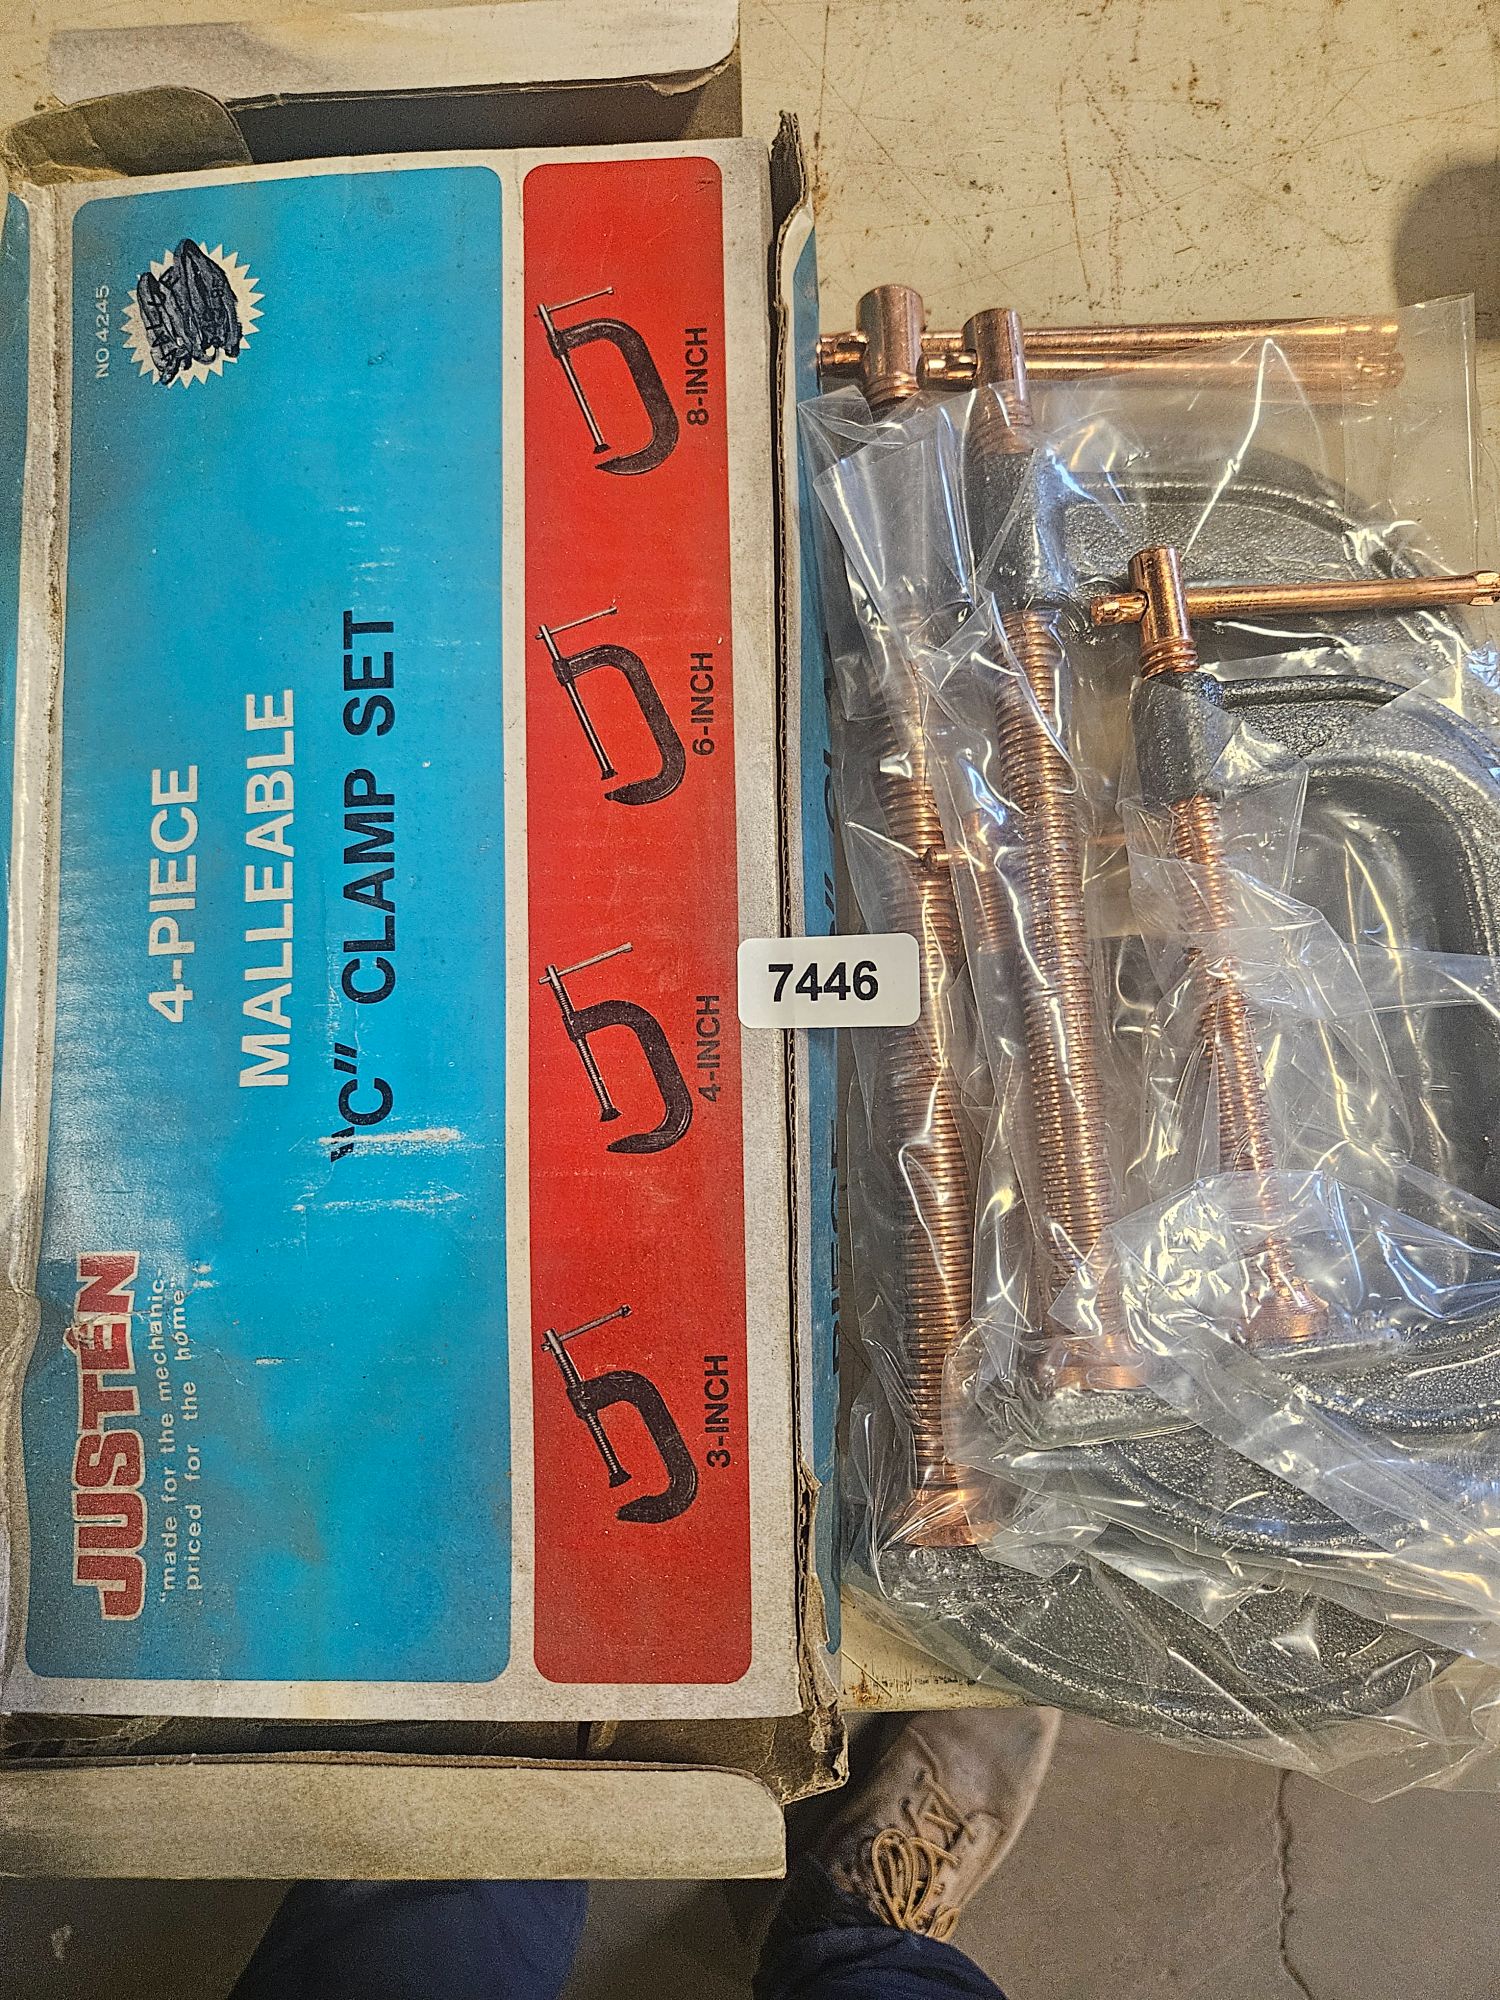 NO 4245
4-PIECE
MALLEABLE
"C" CLAMP SET
JUSTEN
"made for the mechanic-
priced for the home"
8-INCH
6-INCH
4-INCH
3-INCH
7446